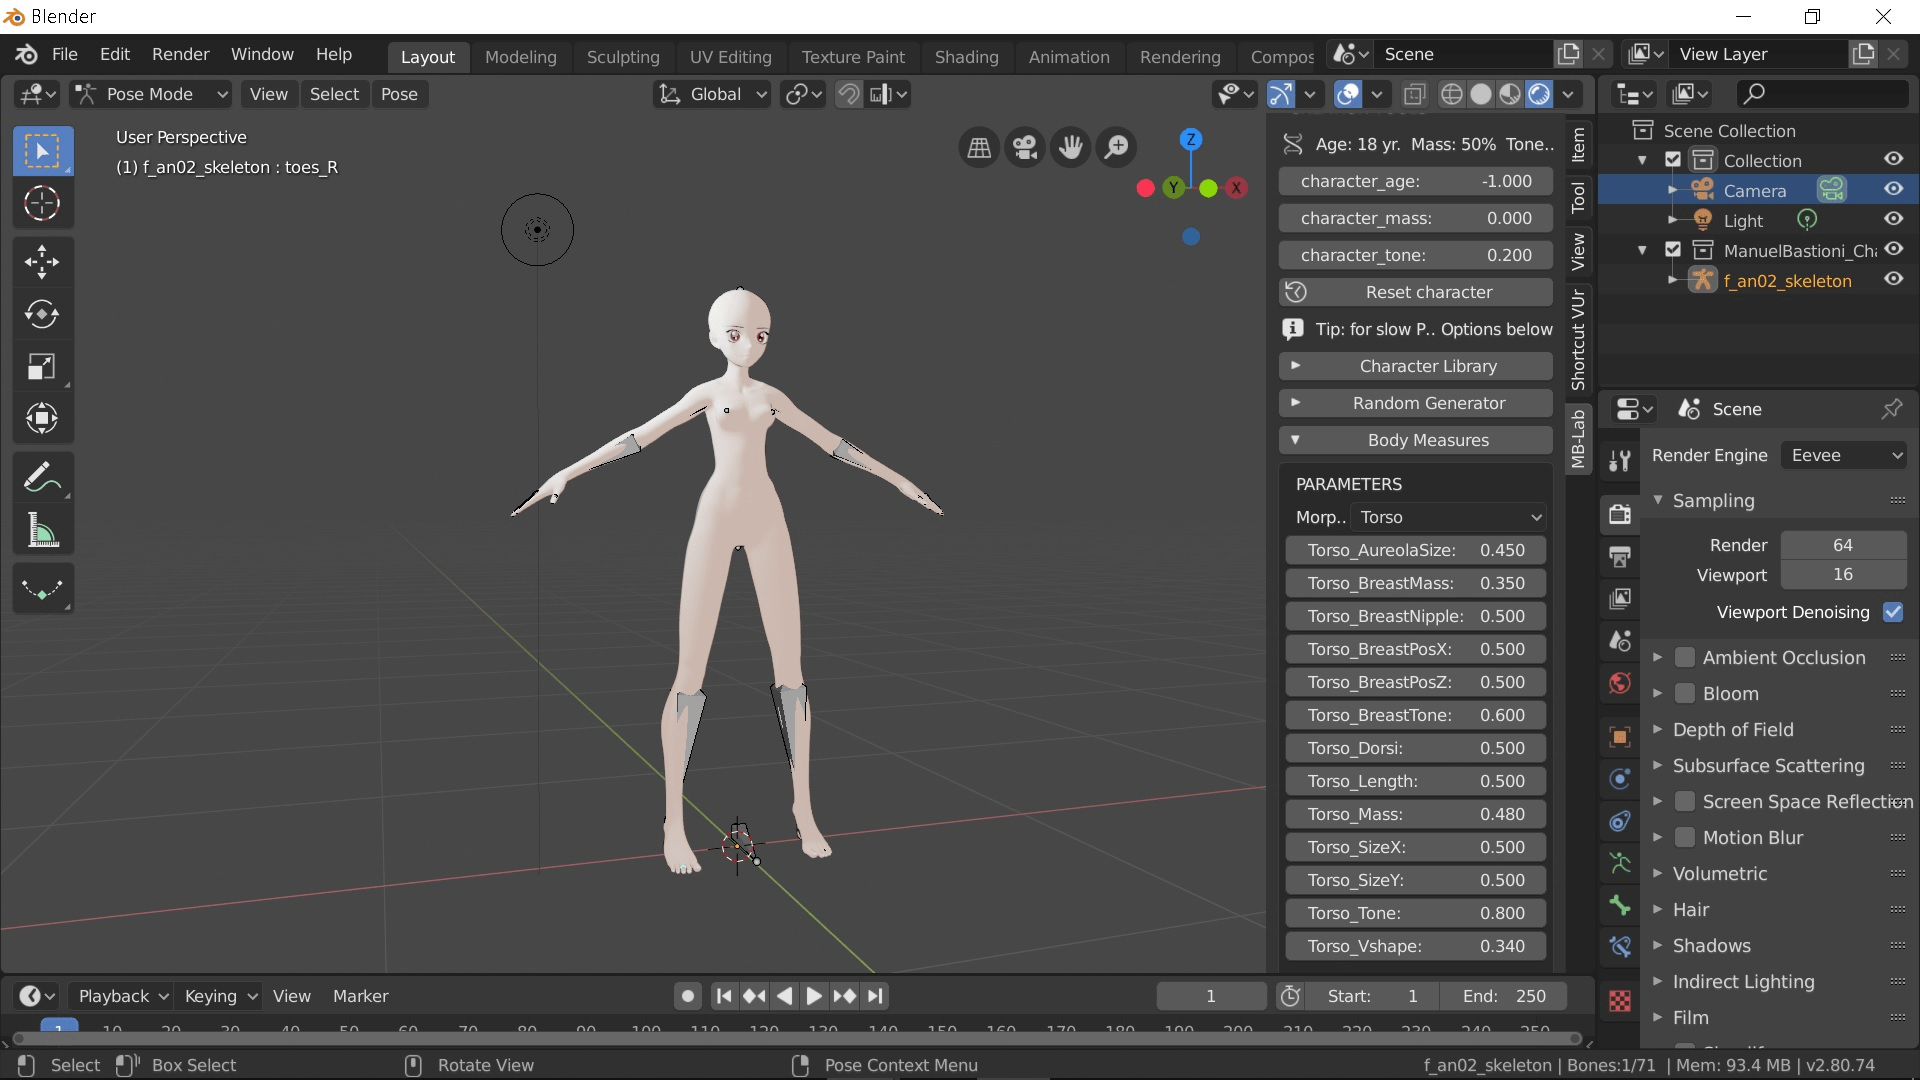 Blender
File Edit Render Window Help
Layout Modeling Sculpting UV Editing Texture Paint Shading Animation Rendering Compos
Scene
View Layer
Pose Mode View Select Pose
Global
User Perspective
(1) f_an02_skeleton : toes_R
Z
Y
X
Age: 18 yr. Mass: 50% Tone..
character_age: -1.000
character_mass: 0.000
character_tone: 0.200
Reset character
Tip: for slow P.. Options below
Character Library
Random Generator
Body Measures
PARAMETERS
Morp.. Torso
Torso_AureolaSize: 0.450
Torso_BreastMass: 0.350
Torso_BreastNipple: 0.500
Torso_BreastPosX: 0.500
Torso_BreastPosZ: 0.500
Torso_BreastTone: 0.600
Torso_Dorsi: 0.500
Torso_Length: 0.500
Torso_Mass: 0.480
Torso_SizeX: 0.500
Torso_SizeY: 0.500
Torso_Tone: 0.800
Torso_Vshape: 0.340
Item
Tool
View
Shortcut VUr
MB-Lab
Scene Collection
Collection
Camera
Light
ManuelBastioni_Cha
f_an02_skeleton
Scene
Render Engine Eevee
Sampling
Render 64
Viewport 16
Viewport Denoising
Ambient Occlusion
Bloom
Depth of Field
Subsurface Scattering
Screen Space Reflection
Motion Blur
Volumetric
Hair
Shadows
Indirect Lighting
Film
Playback Keying View Marker
1
Start: 1
End: 250
1 10 20 30 40 50 60 70 80 90 100 110 120 130 140 150 160 170 180 190 200 210 220 230 240 250
Select Box Select Rotate View Pose Context Menu
f_an02_skeleton | Bones:1/71 | Mem: 93.4 MB | v2.80.74